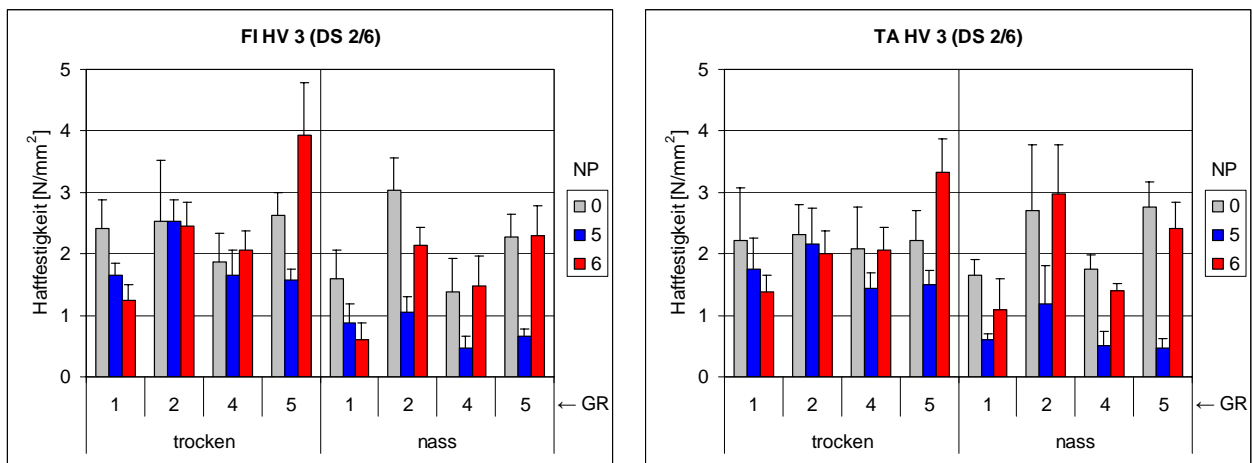 FI HV 3 (DS 2/6)
Haftfestigkeit [N/mm²]
5
4
3
2
1
0
NP
0
5
6
1 2 4 5 1 2 4 5 ← GR
trocken nass
TA HV 3 (DS 2/6)
Haftfestigkeit [N/mm²]
5
4
3
2
1
0
NP
0
5
6
1 2 4 5 1 2 4 5 ← GR
trocken nass